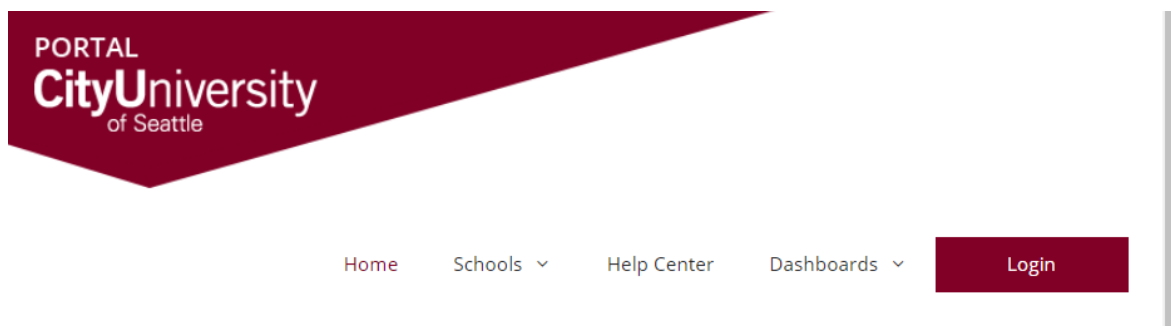 PORTAL
CityUniversity
of Seattle
Home Schools Help Center Dashboards Login